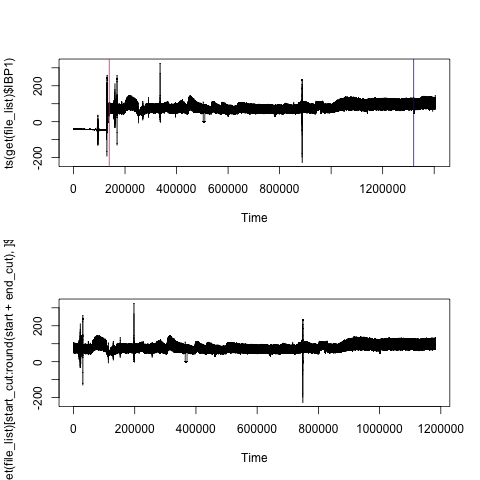 ts(get(file_list)$IBP1)
200
0
-200
0 200000 400000 600000 1200000
Time
et(file_list)[start_cut:round(start + end_cut), ]$
200
0
-200
0 200000 400000 600000 800000 1000000 1200000
Time